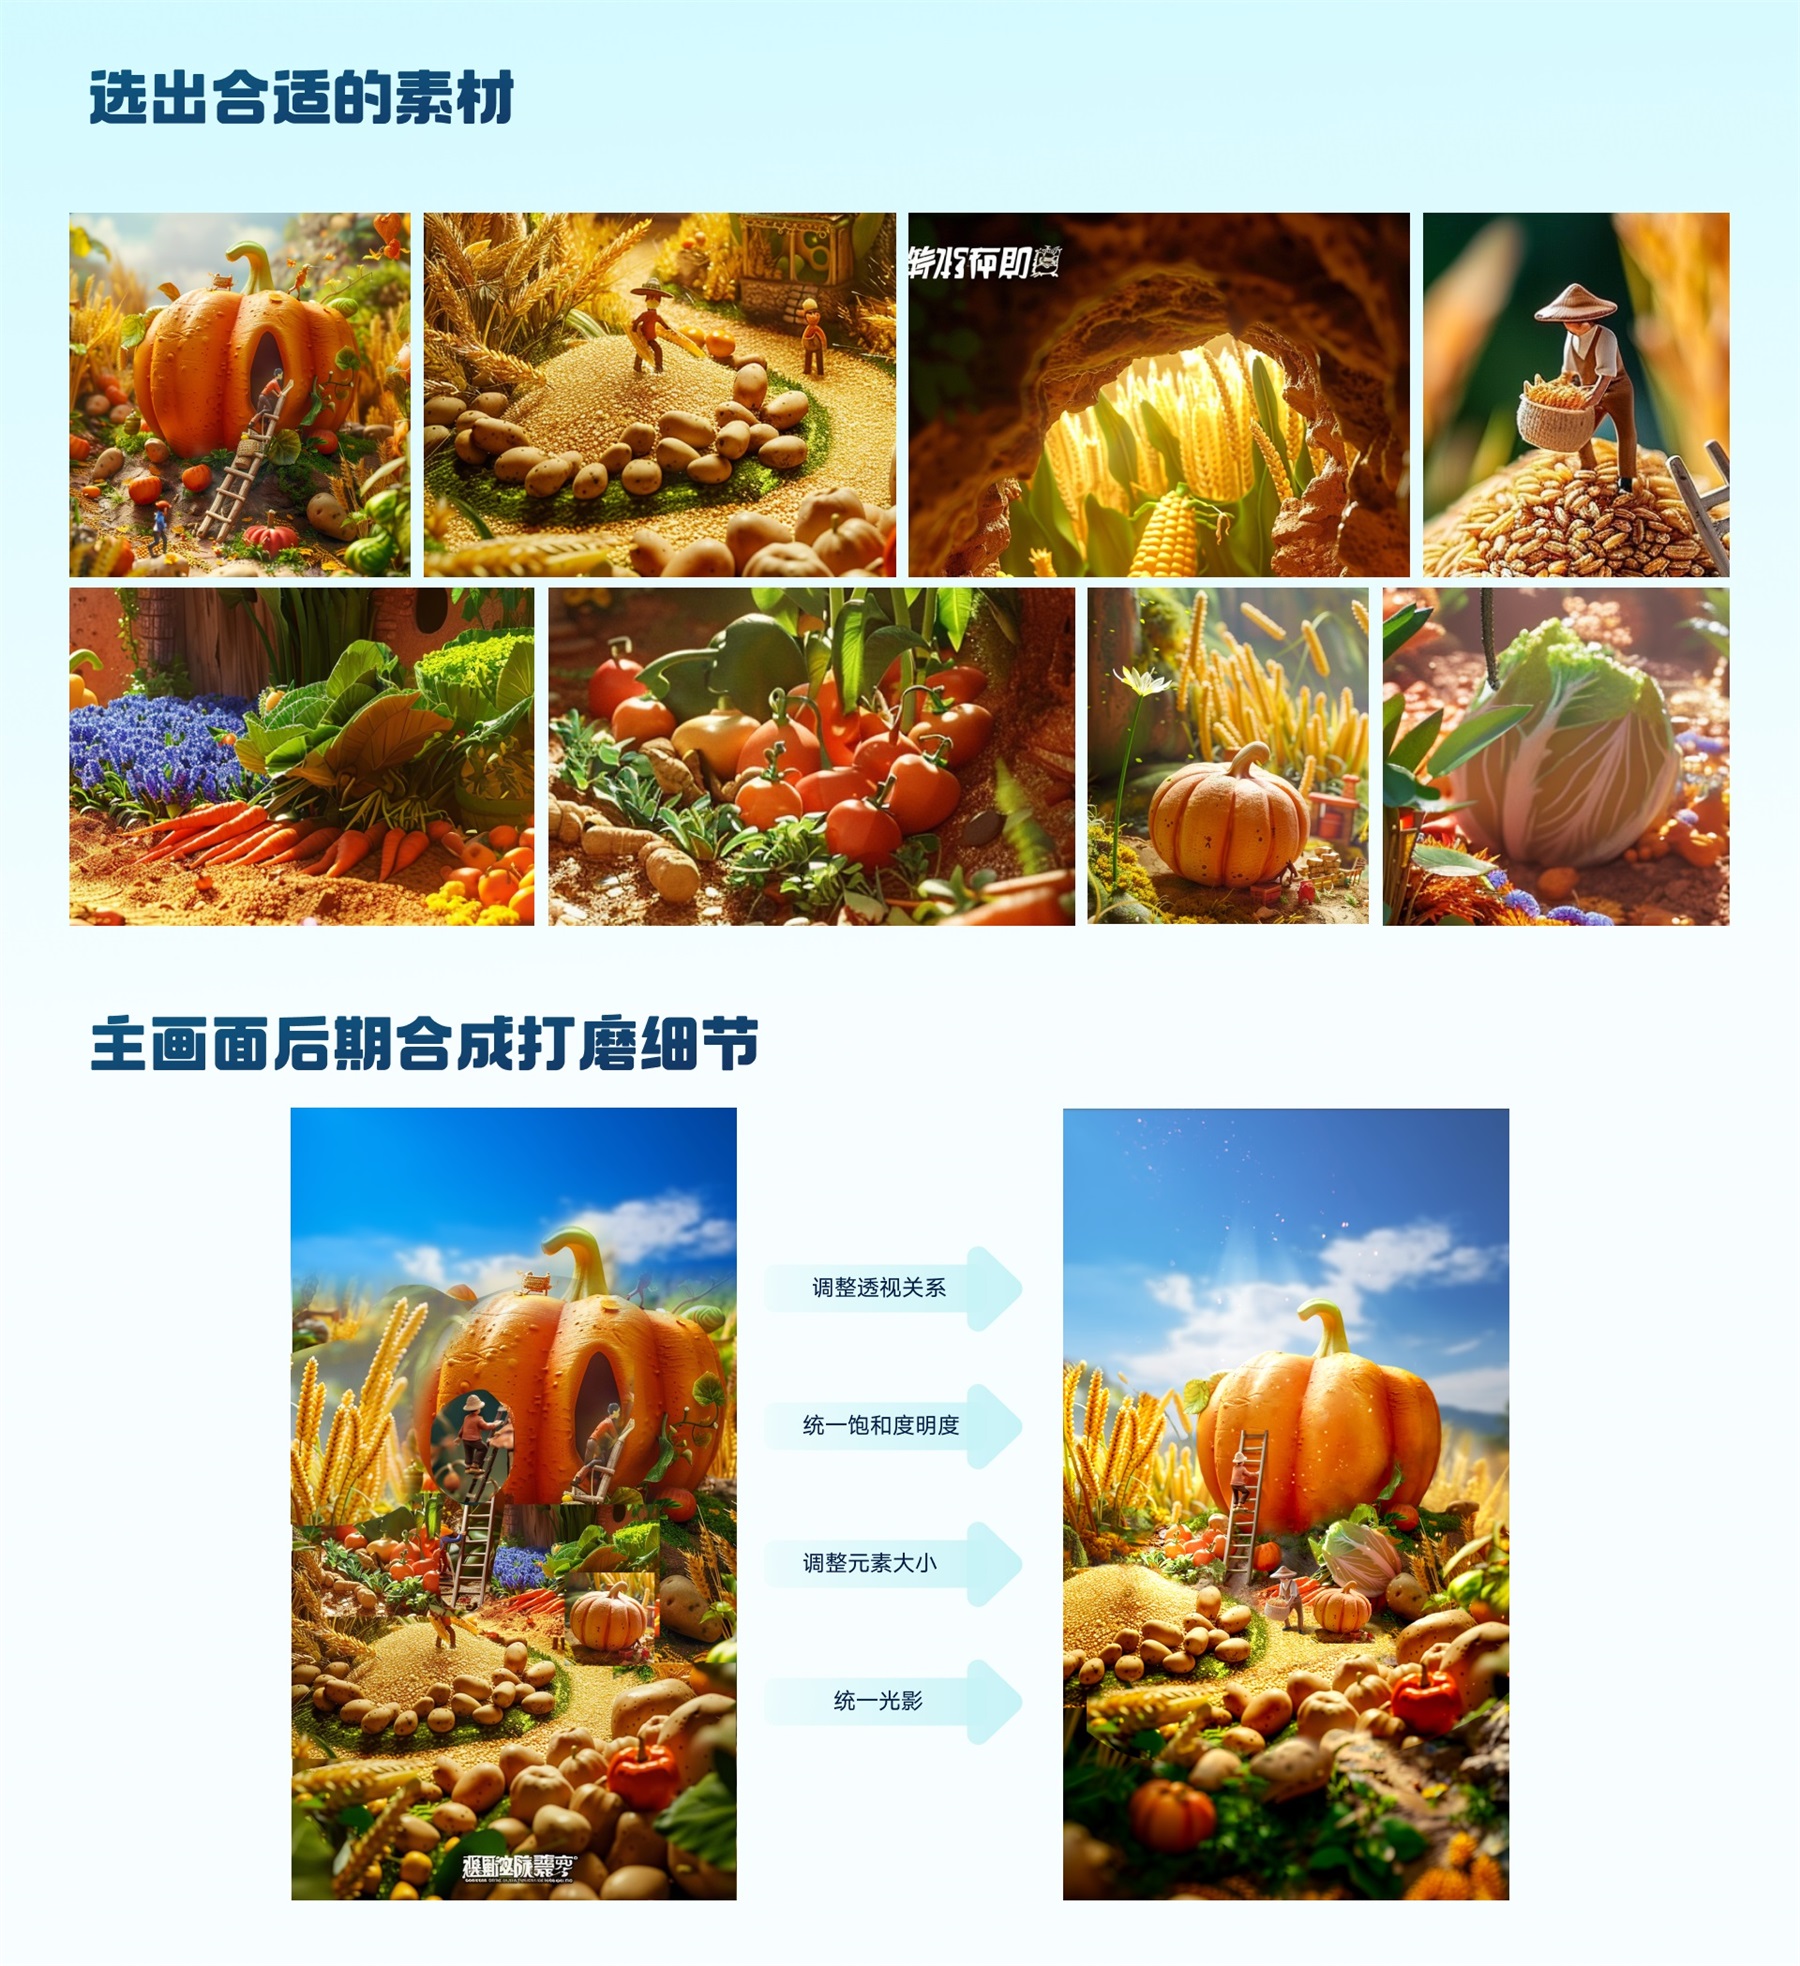 选出合适的素材
主画面后期合成打磨细节
调整透视关系
统一饱和度明度
调整元素大小
统一光影